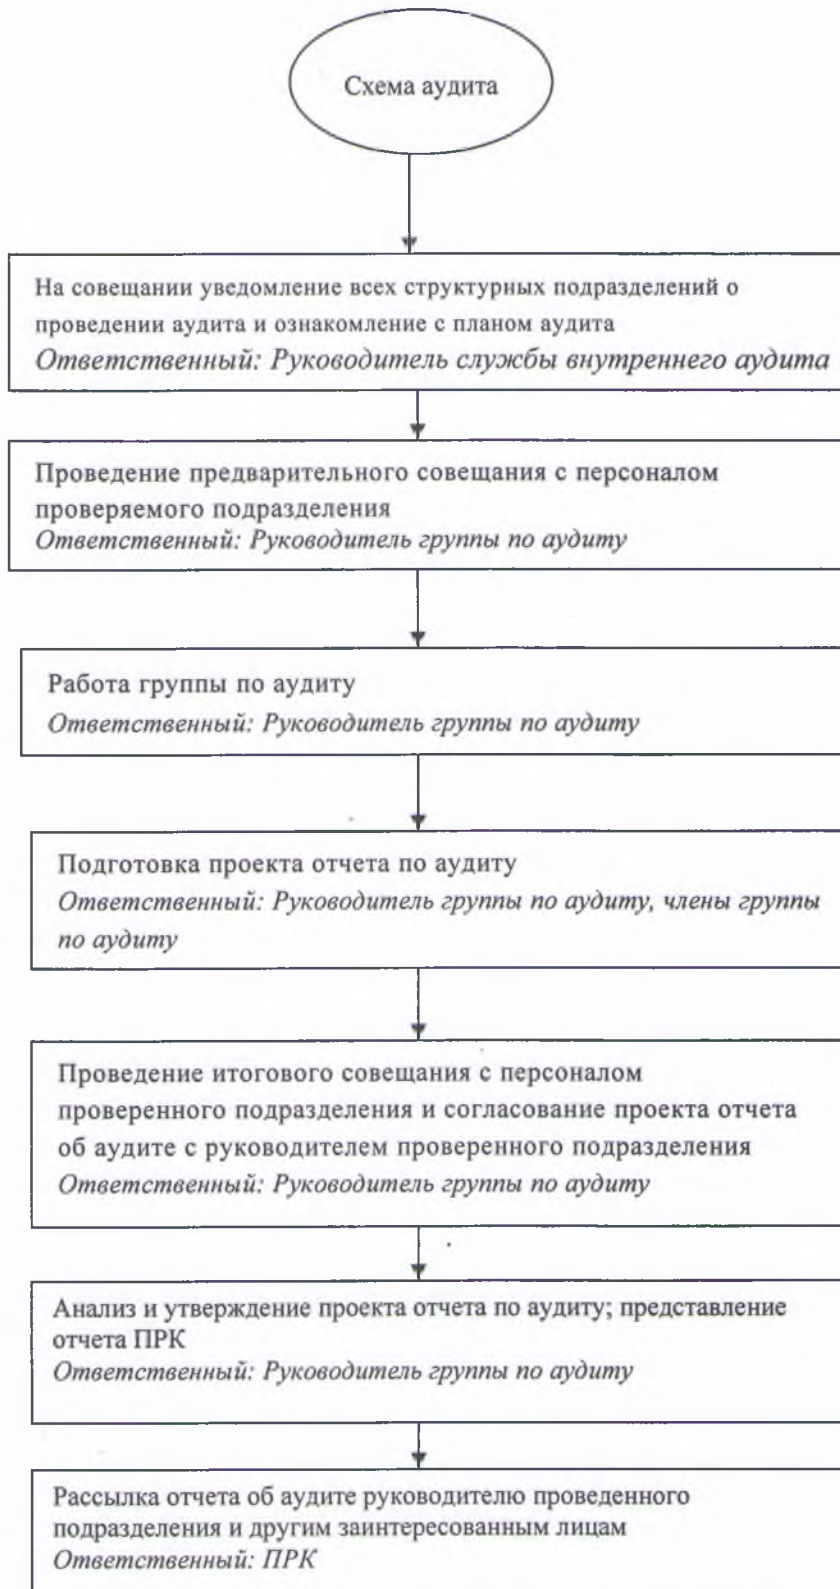 Схема аудита
На совещании уведомление всех структурных подразделений о
проведении аудита и ознакомление с планом аудита
Ответственный: Руководитель службы внутреннего аудита
Проведение предварительного совещания с персоналом
проверяемого подразделения
Ответственный: Руководитель группы по аудиту
Работа группы по аудиту
Ответственный: Руководитель группы по аудиту
Подготовка проекта отчета по аудиту
Ответственный: Руководитель группы по аудиту, члены группы
по аудиту
Проведение итогового совещания с персоналом
проверенного подразделения и согласование проекта отчета
об аудите с руководителем проверенного подразделения
Ответственный: Руководитель группы по аудиту
Анализ и утверждение проекта отчета по аудиту; представление
отчета ПРК
Ответственный: Руководитель группы по аудиту
Рассылка отчета об аудите руководителю проведенного
подразделения и другим заинтересованным лицам
Ответственный: ПРК